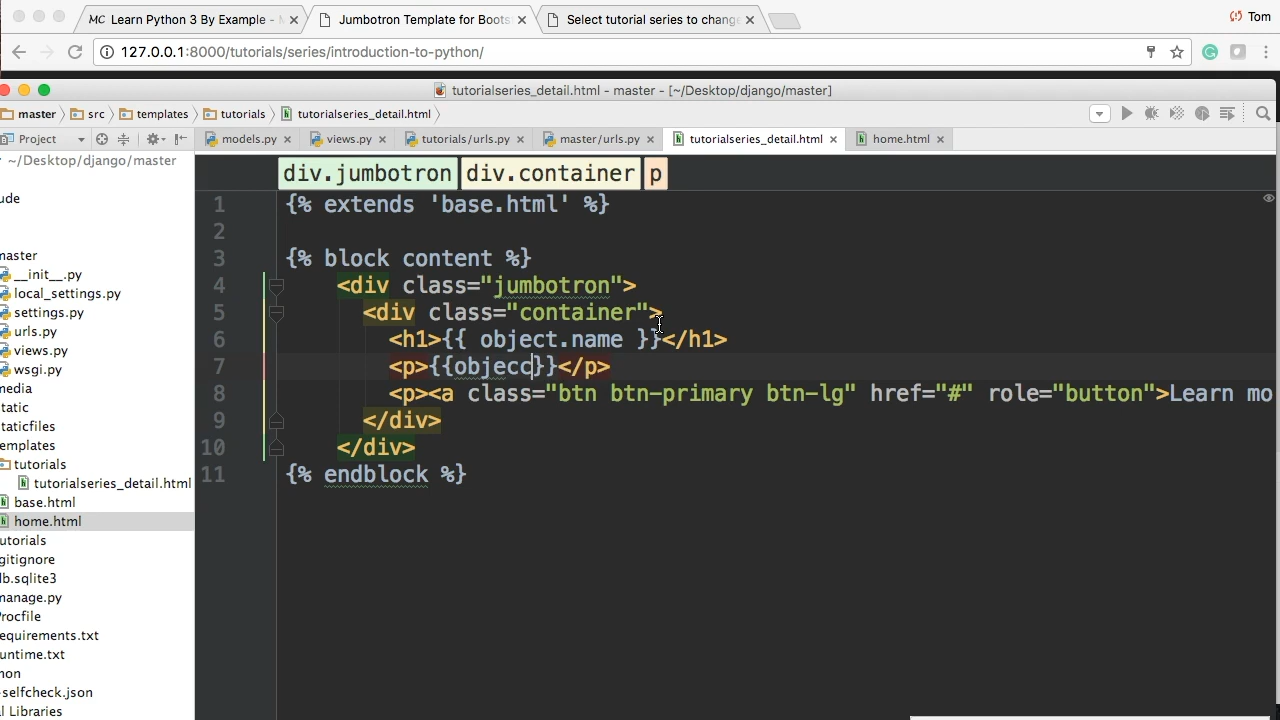 MC Learn Python 3 By Example - M
Jumbotron Template for Boots
Select tutorial series to change
Tom
127.0.0.1:8000/tutorials/series/introduction-to-python/
tutorialseries_detail.html - master - [~/Desktop/django/master]
master
src
templates
tutorials
tutorialseries_detail.html
Project
models.py
views.py
tutorials/urls.py
master/urls.py
tutorialseries_detail.html
home.html
~/Desktop/django/master
ude
master
__init__.py
local_settings.py
settings.py
urls.py
views.py
wsgi.py
media
tatic
taticfiles
emplates
tutorials
tutorialseries_detail.html
base.html
home.html
utorials
gitignore
lb.sqlite3
manage.py
rocfile
equirements.txt
untime.txt
non
-selfcheck.json
al Libraries
div.jumbotron div.container p
1 {% extends 'base.html' %}
2
3 {% block content %}
4 <div class="jumbotron">
5 <div class="container">
6 <h1>{{ object.name }}</h1>
7 <p>{{objecc}}</p>
8 <p><a class="btn btn-primary btn-lg" href="#" role="button">Learn mo
9 </div>
10 </div>
11 {% endblock %}